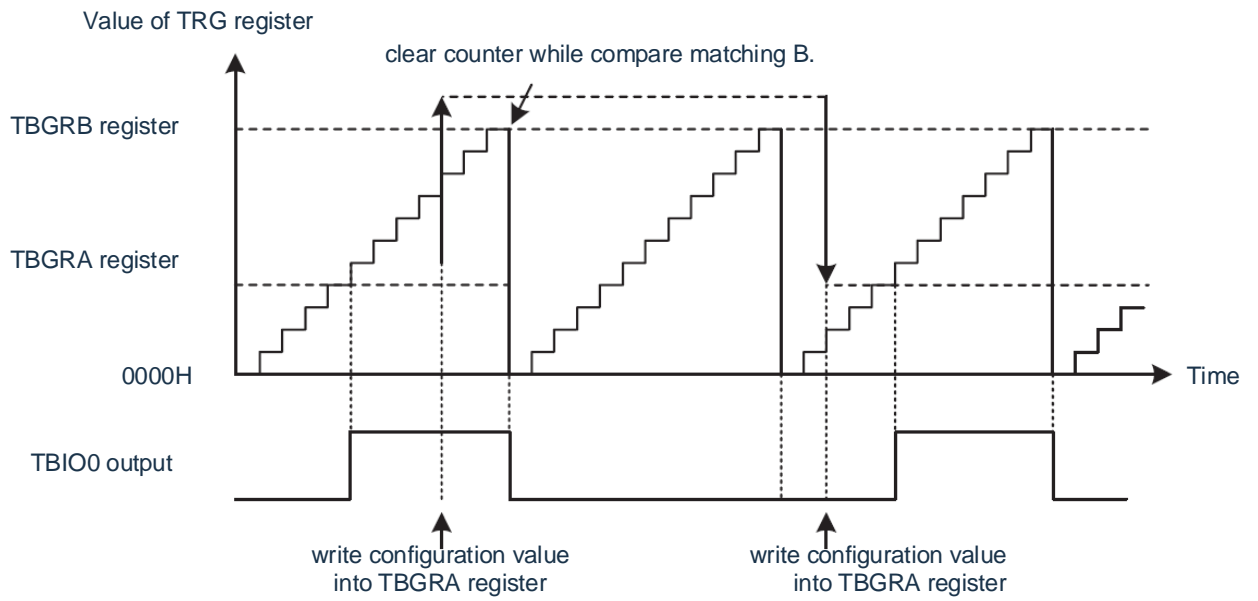 Value of TRG register
clear counter while compare matching B.
TBGRB register
TBGRA register
0000H
Time
TBIO0 output
write configuration value
into TBGRA register
write configuration value
into TBGRA register